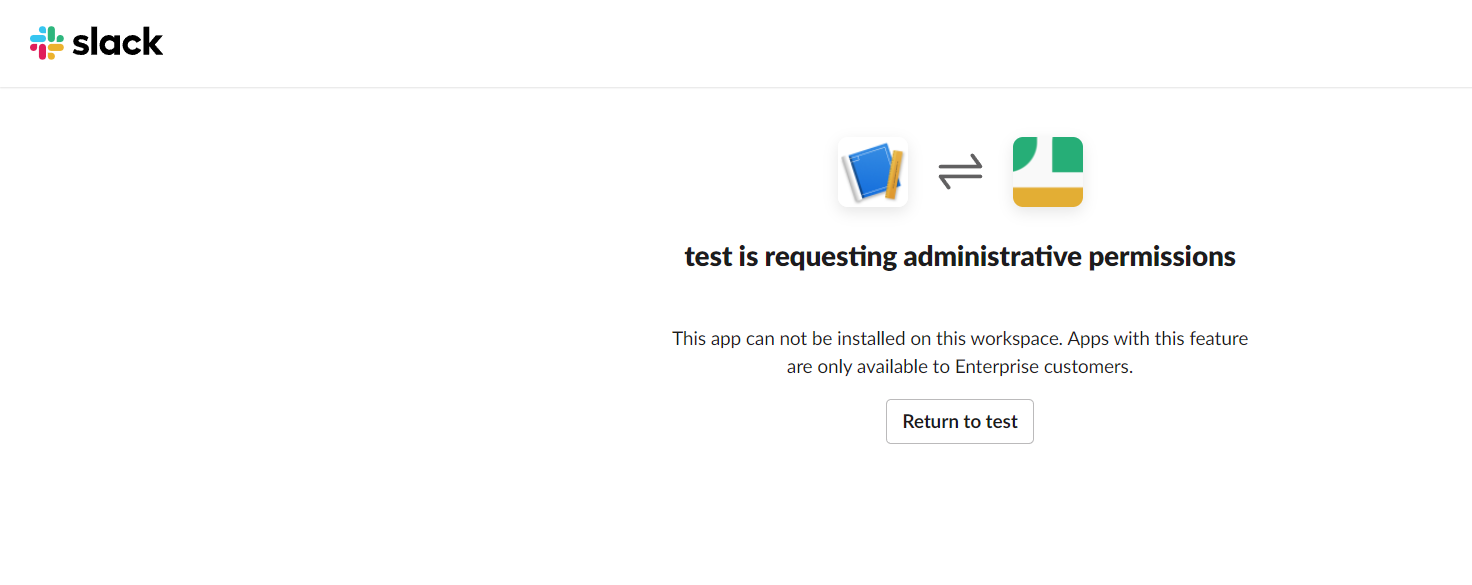 slack
test is requesting administrative permissions
This app can not be installed on this workspace. Apps with this feature
are only available to Enterprise customers.
Return to test